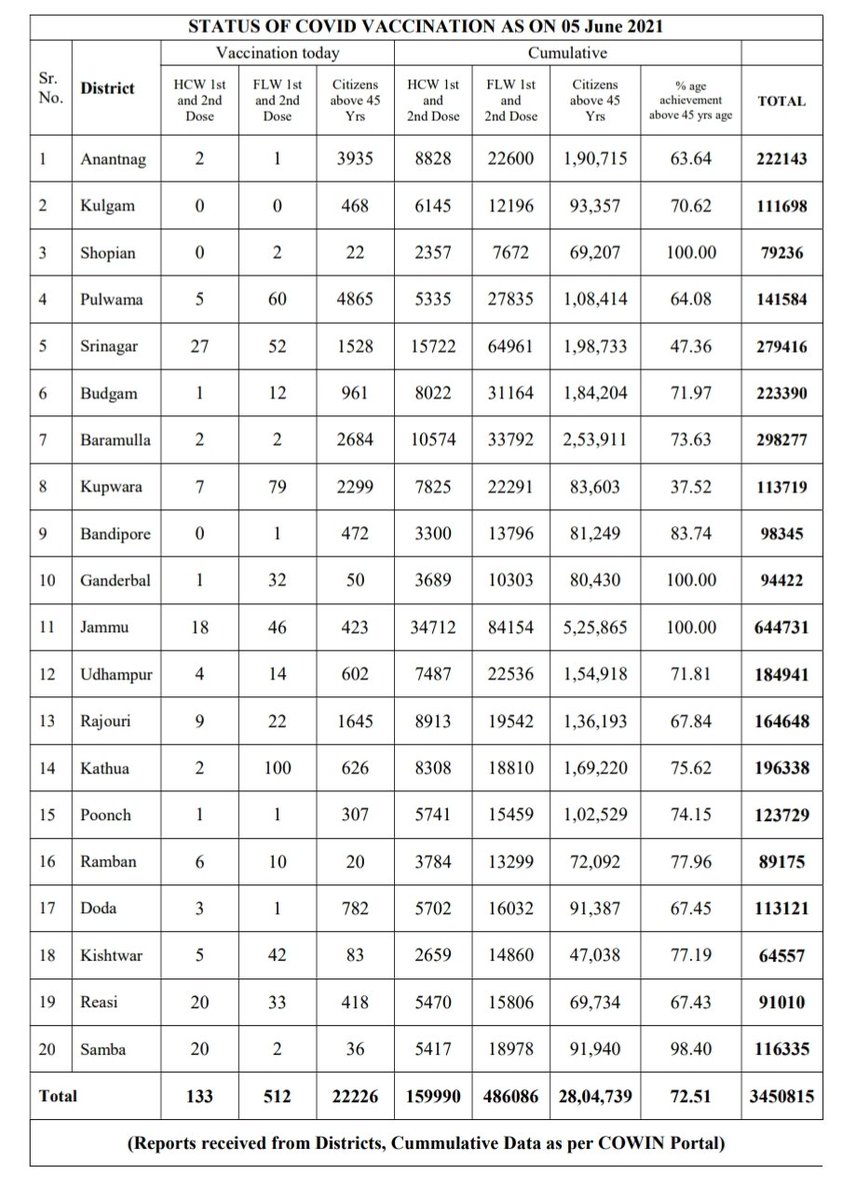 STATUS OF COVID VACCINATION AS ON 05 June 2021
Vaccination today Cumulative
Sr. No. District HCW 1st and 2nd Dose FLW 1st and 2nd Dose Citizens above 45 Yrs HCW 1st and 2nd Dose FLW 1st and 2nd Dose Citizens above 45 Yrs % age achievement above 45 yrs age TOTAL
1 Anantnag 2 1 3935 8828 22600 1,90,715 63.64 222143
2 Kulgam 0 0 468 6145 12196 93,357 70.62 111698
3 Shopian 0 2 22 2357 7672 69,207 100.00 79236
4 Pulwama 5 60 4865 5335 27835 1,08,414 64.08 141584
5 Srinagar 27 52 1528 15722 64961 1,98,733 47.36 279416
6 Budgam 1 12 961 8022 31164 1,84,204 71.97 223390
7 Baramulla 2 2 2684 10574 33792 2,53,911 73.63 298277
8 Kupwara 7 79 2299 7825 22291 83,603 37.52 113719
9 Bandipore 0 1 472 3300 13796 81,249 83.74 98345
10 Ganderbal 1 32 50 3689 10303 80,430 100.00 94422
11 Jammu 18 46 423 34712 84154 5,25,865 100.00 644731
12 Udhampur 4 14 602 7487 22536 1,54,918 71.81 184941
13 Rajouri 9 22 1645 8913 19542 1,36,193 67.84 164648
14 Kathua 2 100 626 8308 18810 1,69,220 75.62 196338
15 Poonch 1 1 307 5741 15459 1,02,529 74.15 123729
16 Ramban 6 10 20 3784 13299 72,092 77.96 89175
17 Doda 3 1 782 5702 16032 91,387 67.45 113121
18 Kishtwar 5 42 83 2659 14860 47,038 77.19 64557
19 Reasi 20 33 418 5470 15806 69,734 67.43 91010
20 Samba 20 2 36 5417 18978 91,940 98.40 116335
Total 133 512 22226 159990 486086 28,04,739 72.51 3450815
(Reports received from Districts, Cummulative Data as per COWIN Portal)